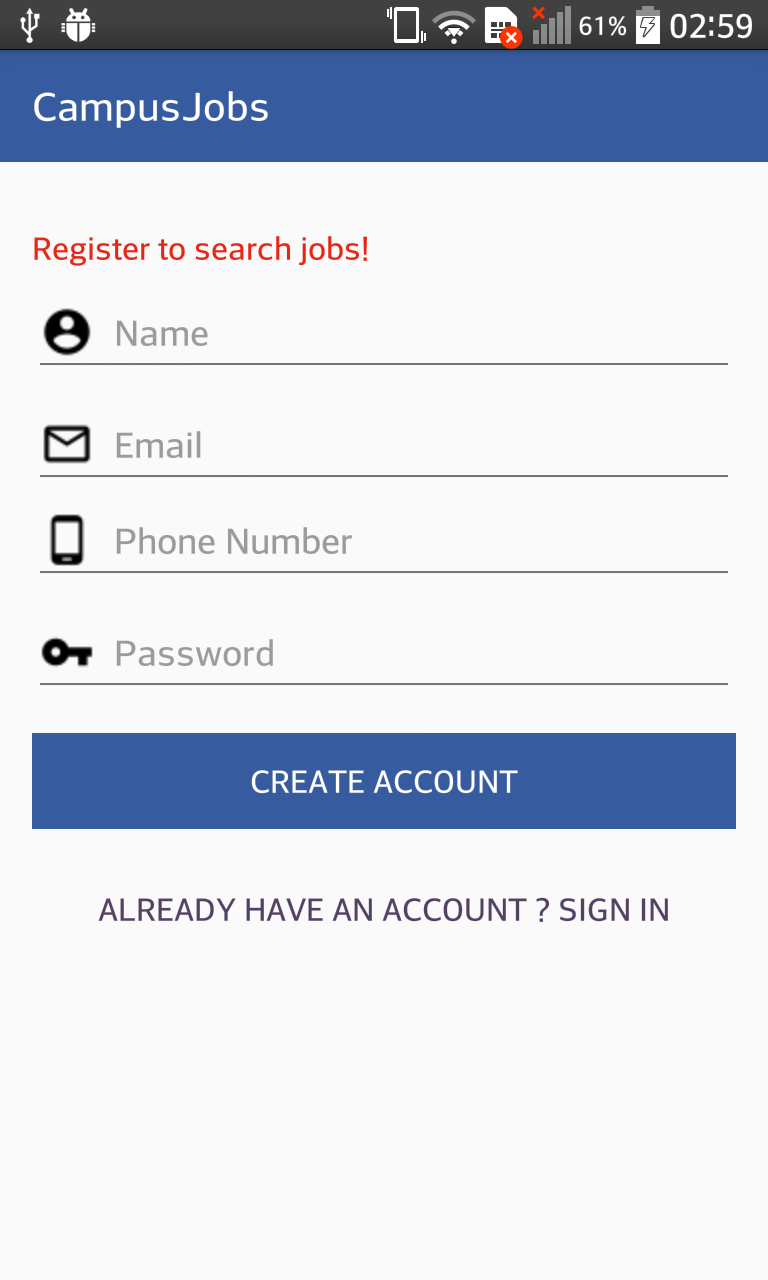 61% 02:59
CampusJobs
Register to search jobs!
Name
Email
Phone Number
Password
CREATE ACCOUNT
ALREADY HAVE AN ACCOUNT ? SIGN IN